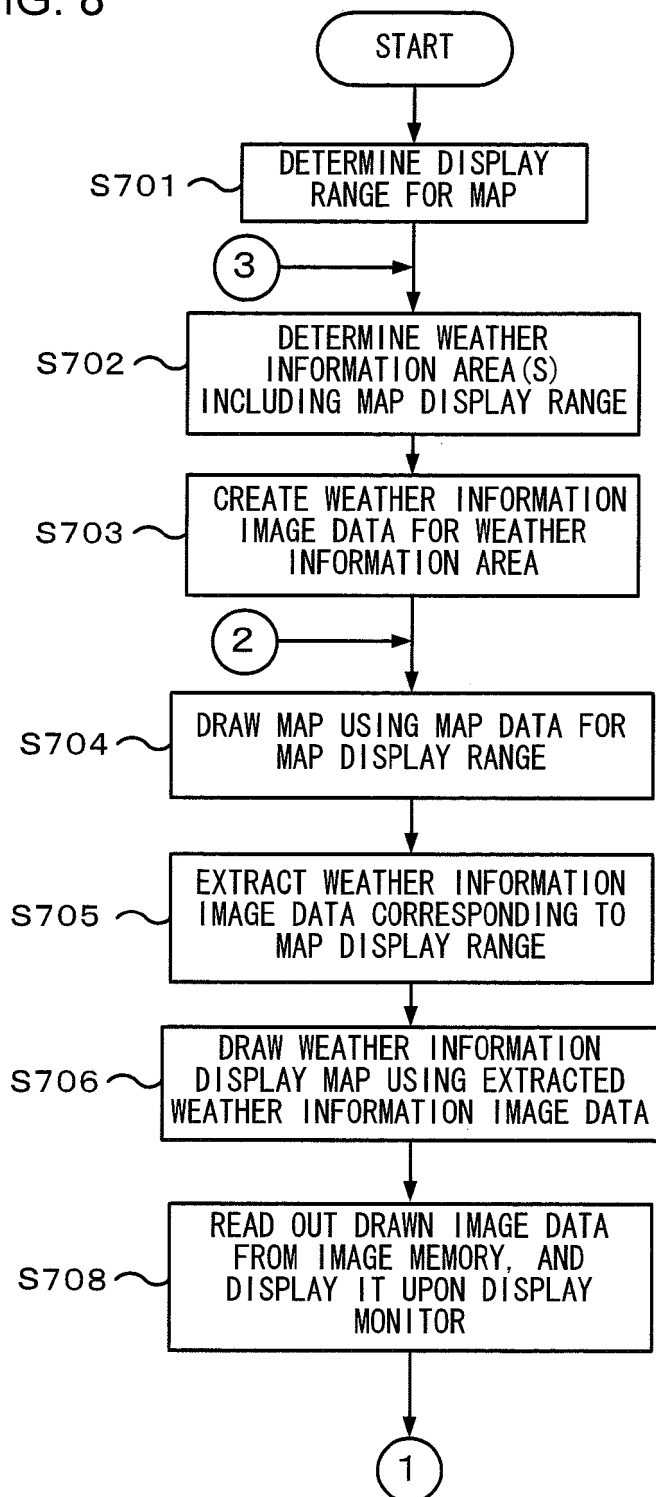 FIG. 8
START
S701
DETERMINE DISPLAY
RANGE FOR MAP
3
S702
DETERMINE WEATHER
INFORMATION AREA(S)
INCLUDING MAP DISPLAY RANGE
S703
CREATE WEATHER INFORMATION
IMAGE DATA FOR WEATHER
INFORMATION AREA
2
S704
DRAW MAP USING MAP DATA FOR
MAP DISPLAY RANGE
S705
EXTRACT WEATHER INFORMATION
IMAGE DATA CORRESPONDING TO
MAP DISPLAY RANGE
S706
DRAW WEATHER INFORMATION
DISPLAY MAP USING EXTRACTED
WEATHER INFORMATION IMAGE DATA
S708
READ OUT DRAWN IMAGE DATA
FROM IMAGE MEMORY, AND
DISPLAY IT UPON DISPLAY
MONITOR
1